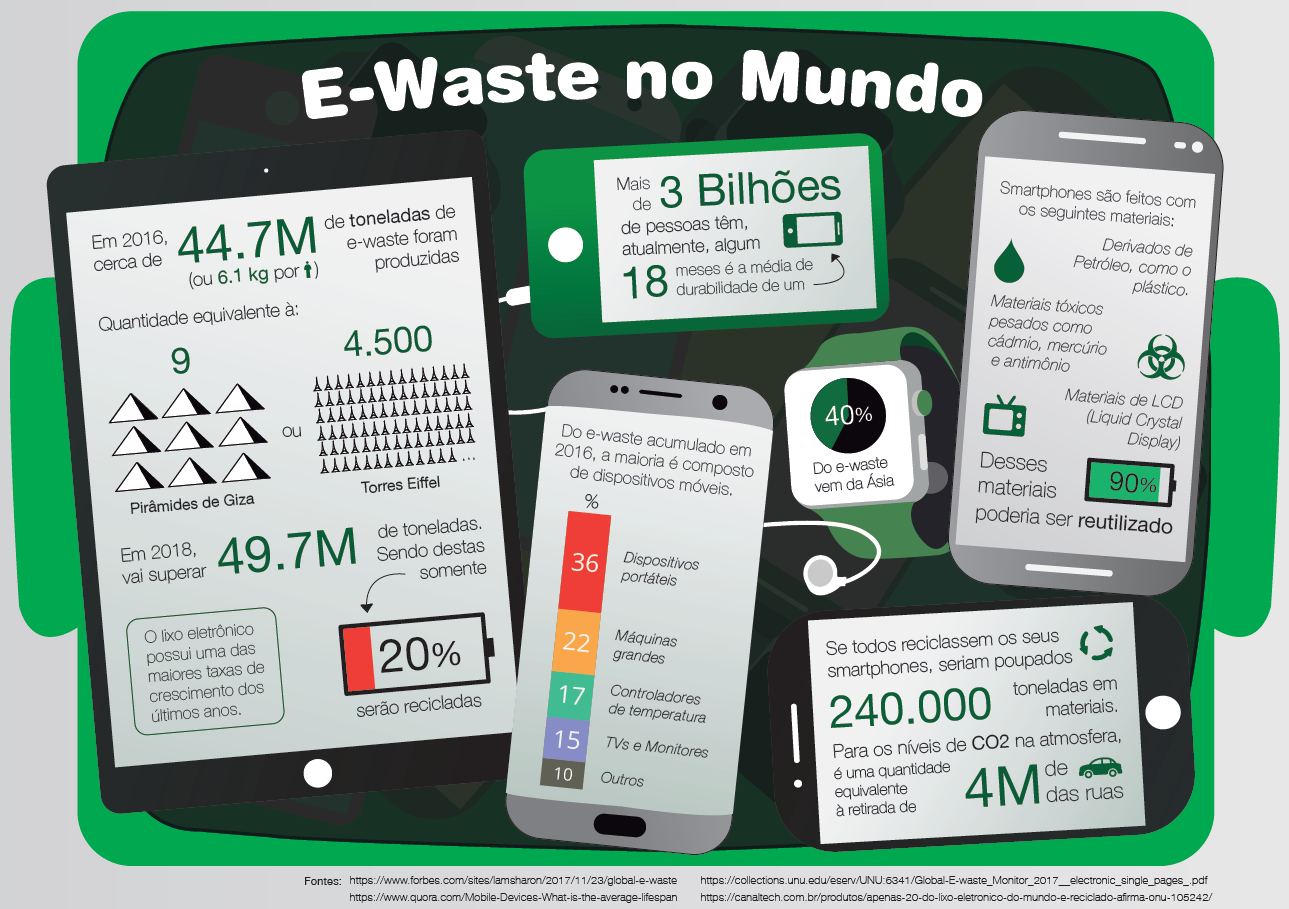 E-Waste no Mundo
Em 2016,
cerca de
44.7M
(ou 6.1 kg por )
de toneladas de
e-waste foram
produzidas
Quantidade equivalente à:
9
Pirâmides de Giza
ou
4.500
...
Torres Eiffel
Em 2018,
vai superar
49.7M
de toneladas.
Sendo destas
somente
20%
serão recicladas
O lixo eletrônico
possui uma das
maiores taxas de
crescimento dos
últimos anos.
Mais
de
3 Bilhões
de pessoas têm,
atualmente, algum
18
meses é a média de
durabilidade de um
Do e-waste acumulado em
2016, a maioria é composto
de dispositivos móveis.
%
36
Dispositivos
portáteis
22
Máquinas
grandes
17
Controladores
de temperatura
15
TVs e Monitores
10
Outros
40%
Do e-waste
vem da Ásia
Smartphones são feitos com
os seguintes materiais:
Derivados de
Petróleo, como o
plástico.
Materiais tóxicos
pesados como
cádmio, mercúrio
e antimônio
Materiais de LCD
(Liquid Crystal
Display)
Desses
materiais
90%
poderia ser reutilizado
Se todos reciclassem os seus
smartphones, seriam poupados
240.000
toneladas em
materiais.
Para os níveis de CO2 na atmosfera,
é uma quantidade
equivalente
à retirada de
4M
de
das ruas
Fontes: https://www.forbes.com/sites/lamsharon/2017/11/23/global-e-waste
https://www.quora.com/Mobile-Devices-What-is-the-average-lifespan
https://collections.unu.edu/eserv/UNU:6341/Global-E-waste_Monitor_2017__electronic_single_pages_.pdf
https://canaltech.com.br/produtos/apenas-20-do-lixo-eletronico-do-mundo-e-reciclado-afirma-onu-105242/